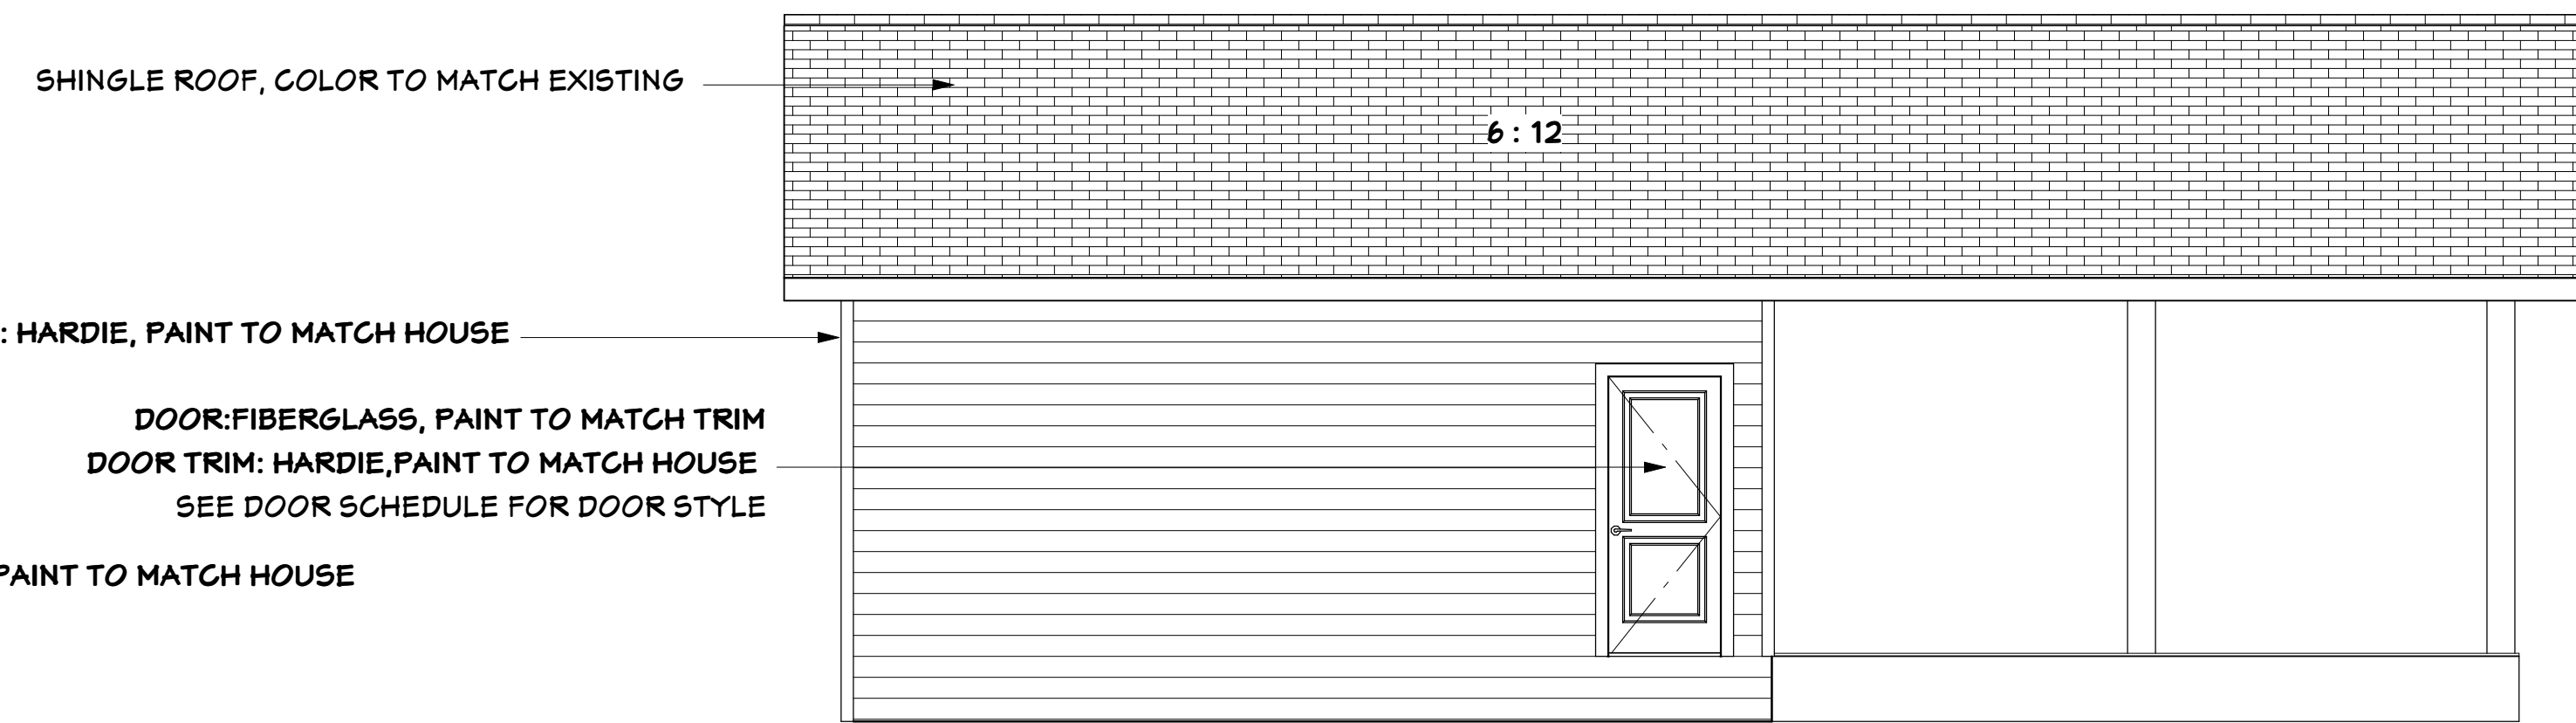 SHINGLE ROOF, COLOR TO MATCH EXISTING
6 : 12
: HARDIE, PAINT TO MATCH HOUSE
DOOR:FIBERGLASS, PAINT TO MATCH TRIM
DOOR TRIM: HARDIE,PAINT TO MATCH HOUSE
SEE DOOR SCHEDULE FOR DOOR STYLE
PAINT TO MATCH HOUSE